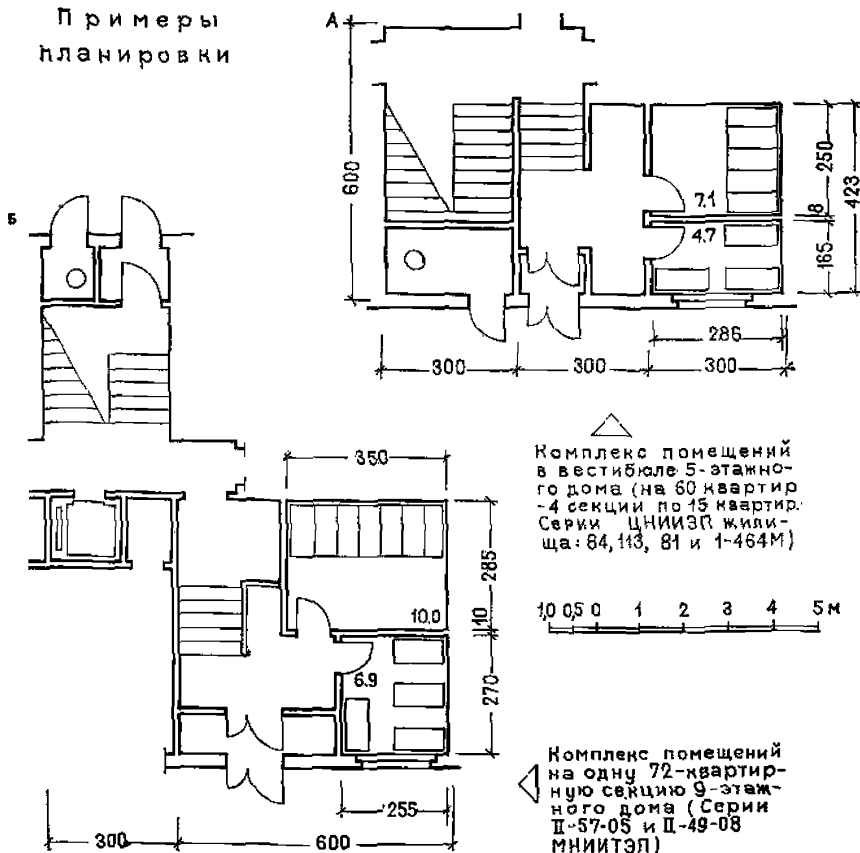 Примеры
планировки
А
600
7.1
4.7
250
8
165
423
286
300
300
300
Б
Комплекс помещений
в вестибюле 5-этажно-
го дома (на 60 квартир
-4 секции по 15 квартир.
Серии ЦНИИЭП жили-
ща: 84, 113, 81 и 1-464М)
350
285
10
270
10.0
6.9
255
300
600
1,0 0,5 0 1 2 3 4 5 м
Комплекс помещений
на одну 72-квартир-
ную секцию 9-этаж-
ного дома (Серии
II-57-05 и II-49-08
МНИИТЭП)